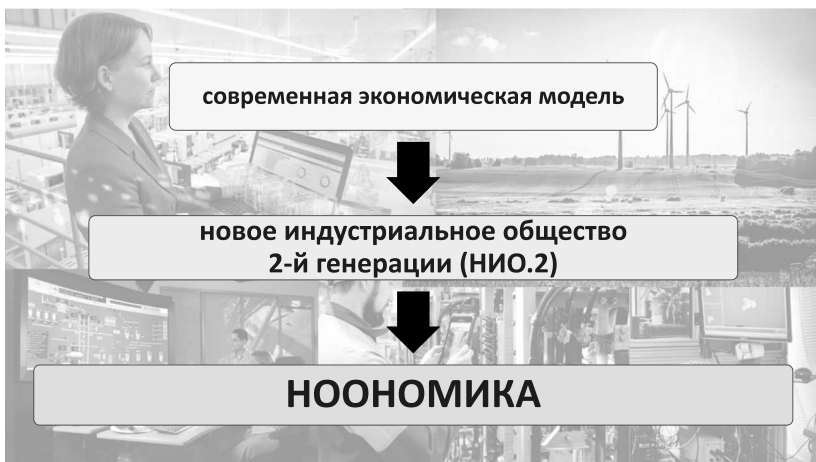 современная экономическая модель
новое индустриальное общество
2-й генерации (НИО.2)
НООНОМИКА